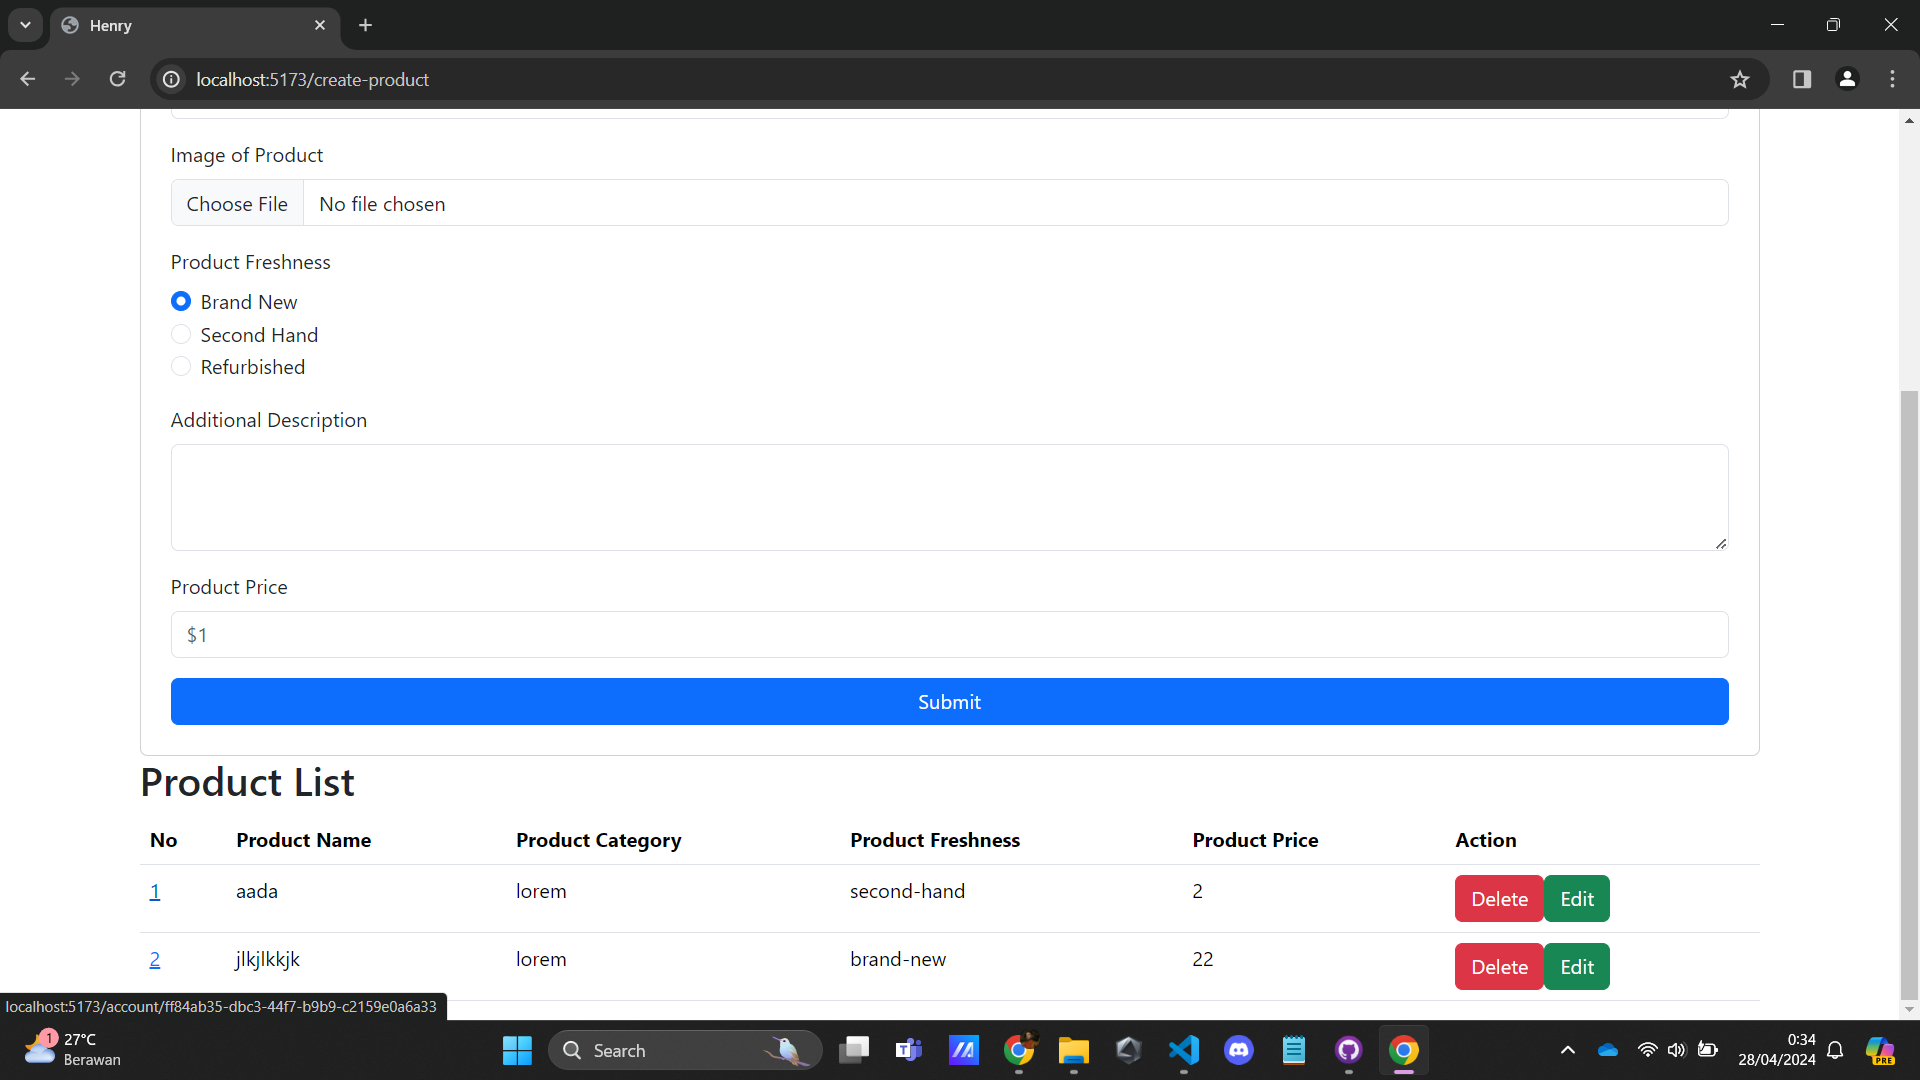 Henry
localhost:5173/create-product
Image of Product
Choose File No file chosen
Product Freshness
Brand New
Second Hand
Refurbished
Additional Description
Product Price
$1
Submit
Product List
No Product Name Product Category Product Freshness Product Price Action
1 aada lorem second-hand 2 Delete Edit
2 jlkjlkkjk lorem brand-new 22 Delete Edit
localhost:5173/account/ff84ab35-dbc3-44f7-b9b9-c2159e0a6a33
1 27°C
Berawan
Search
0:34
28/04/2024
PRE